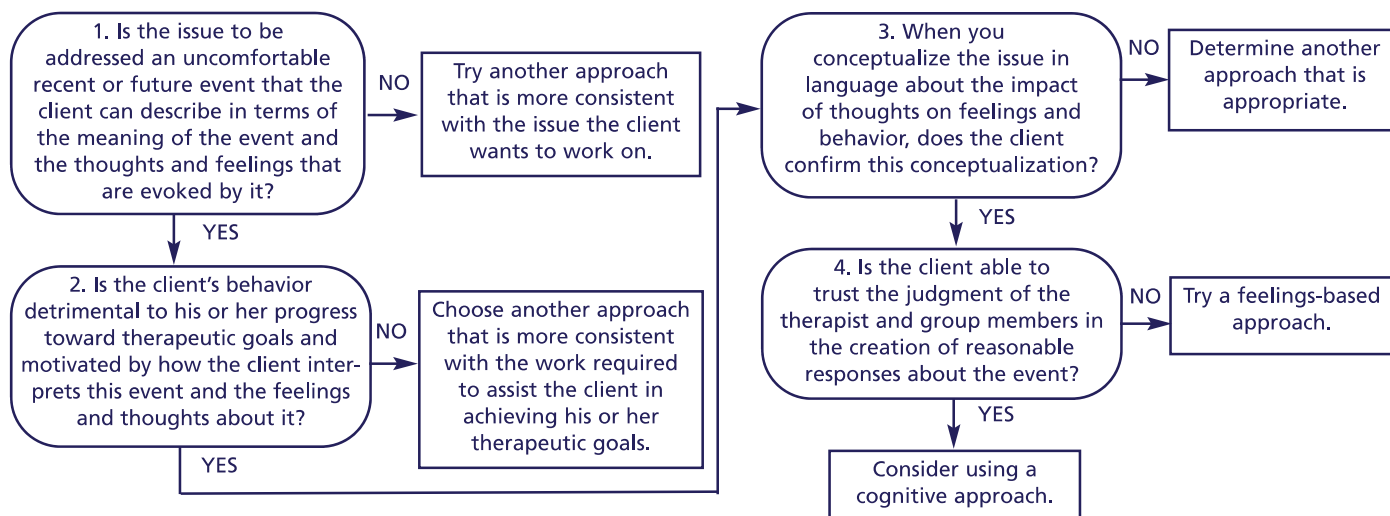 1. Is the issue to be
addressed an uncomfortable
recent or future event that the
client can describe in terms of
the meaning of the event and
the thoughts and feelings that
are evoked by it?
NO
Try another approach
that is more consistent
with the issue the client
wants to work on.
YES
2. Is the client’s behavior
detrimental to his or her progress
toward therapeutic goals and
motivated by how the client inter-
prets this event and the feelings
and thoughts about it?
NO
Choose another approach
that is more consistent
with the work required
to assist the client in
achieving his or her
therapeutic goals.
YES
3. When you
conceptualize the issue in
language about the impact
of thoughts on feelings and
behavior, does the client
confirm this conceptualization?
NO
Determine another
approach that is
appropriate.
YES
4. Is the client able to
trust the judgment of the
therapist and group members in
the creation of reasonable
responses about the event?
NO
Try a feelings-based
approach.
YES
Consider using a
cognitive approach.